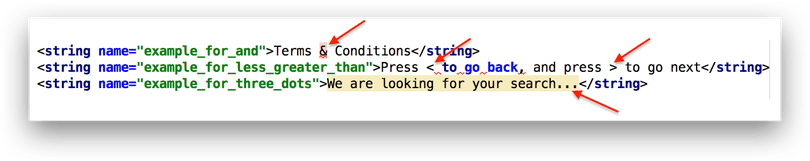 <string name="example_for_and">Terms & Conditions</string>
<string name="example_for_less_greater_than">Press < to go back, and press > to go next</string>
<string name="example_for_three_dots">We are looking for your search...</string>